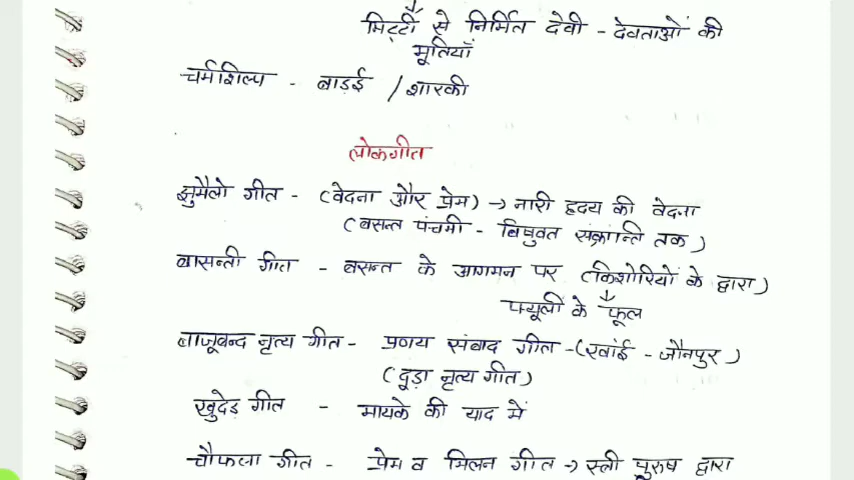 मिट्टी से निर्मित देवी - देवताओं की
मूर्तियाँ
चर्मशिल्प - बाड़ई / शारकी
लोकगीत
झुमैलो गीत - (वेदना और प्रेम) → नारी हृदय की वेदना
(बसन्त पंचमी - विषुवत संक्रान्ति तक)
बासन्ती गीत - बसन्त के आगमन पर (किशोरियों के द्वारा)
फ्यूली के फूल
बाजूबन्द नृत्य गीत - प्रणय संवाद गीत - (रवांई - जौनपुर)
(दूड़ा नृत्य गीत)
खुदेड़ गीत - मायके की याद में
चौफला गीत - प्रेम व मिलन गीत → स्त्री पुरुष द्वारा